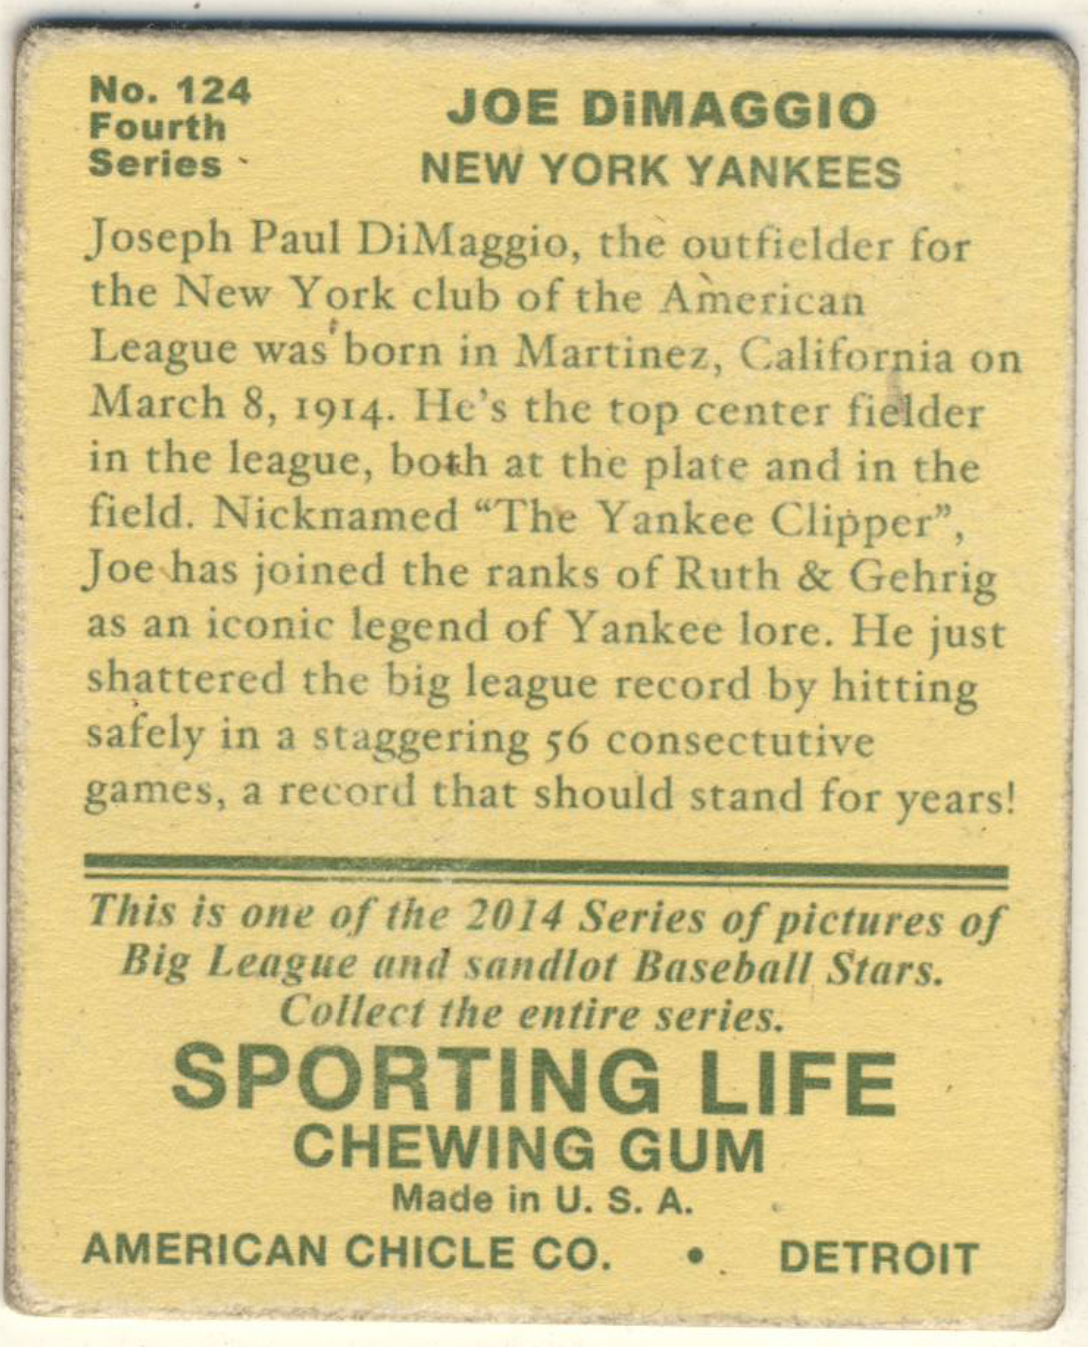 No. 124
Fourth
Series
JOE DiMAGGIO
NEW YORK YANKEES
Joseph Paul DiMaggio, the outfielder for
the New York club of the American
League was born in Martinez, California on
March 8, 1914. He's the top center fielder
in the league, both at the plate and in the
field. Nicknamed “The Yankee Clipper”,
Joe has joined the ranks of Ruth & Gehrig
as an iconic legend of Yankee lore. He just
shattered the big league record by hitting
safely in a staggering 56 consectutive
games, a record that should stand for years!
This is one of the 2014 Series of pictures of
Big League and sandlot Baseball Stars.
Collect the entire series.
SPORTING LIFE
CHEWING GUM
Made in U. S. A.
AMERICAN CHICLE CO. • DETROIT